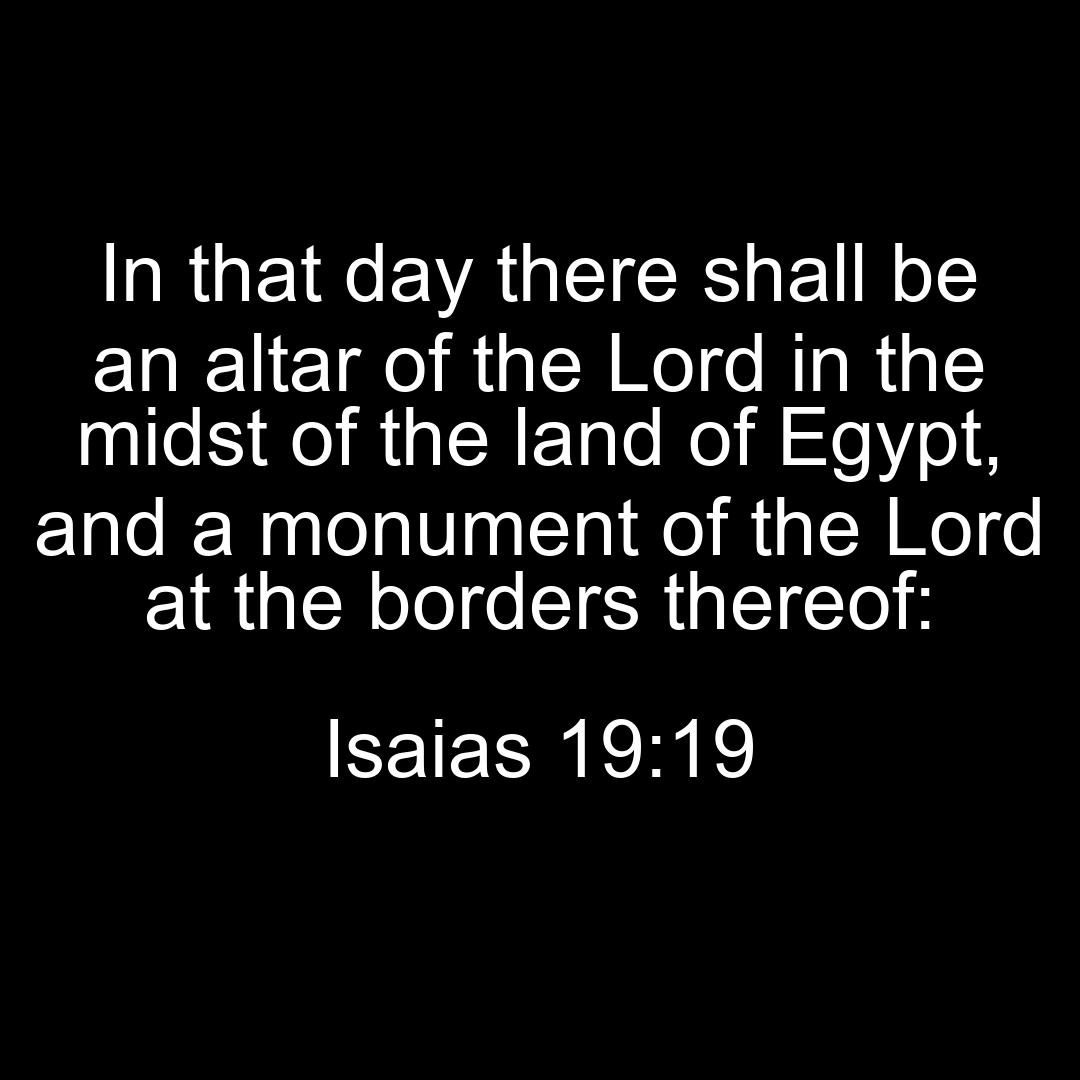 In that day there shall be
an altar of the Lord in the
midst of the land of Egypt,
and a monument of the Lord
at the borders thereof:
Isaias 19:19